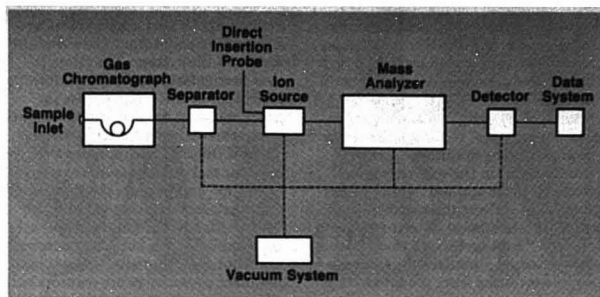 Direct
Insertion
Probe
Gas
Chromatograph
Separator
Ion
Source
Mass
Analyzer
Detector
Data
System
Sample
Inlet
Vacuum System